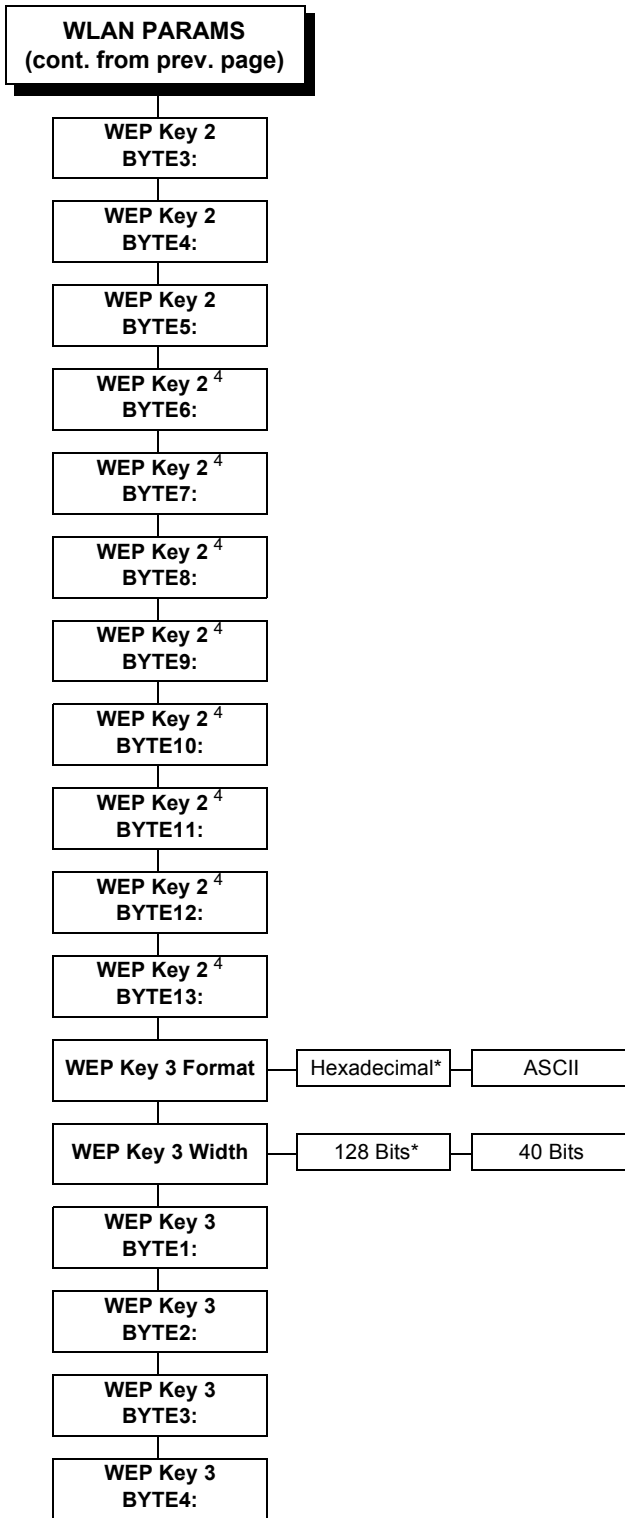 WLAN PARAMS
(cont. from prev. page)
WEP Key 2
BYTE3:
WEP Key 2
BYTE4:
WEP Key 2
BYTE5:
WEP Key 2 4
BYTE6:
WEP Key 2 4
BYTE7:
WEP Key 2 4
BYTE8:
WEP Key 2 4
BYTE9:
WEP Key 2 4
BYTE10:
WEP Key 2 4
BYTE11:
WEP Key 2 4
BYTE12:
WEP Key 2 4
BYTE13:
WEP Key 3 Format Hexadecimal* ASCII
WEP Key 3 Width 128 Bits* 40 Bits
WEP Key 3
BYTE1:
WEP Key 3
BYTE2:
WEP Key 3
BYTE3:
WEP Key 3
BYTE4: